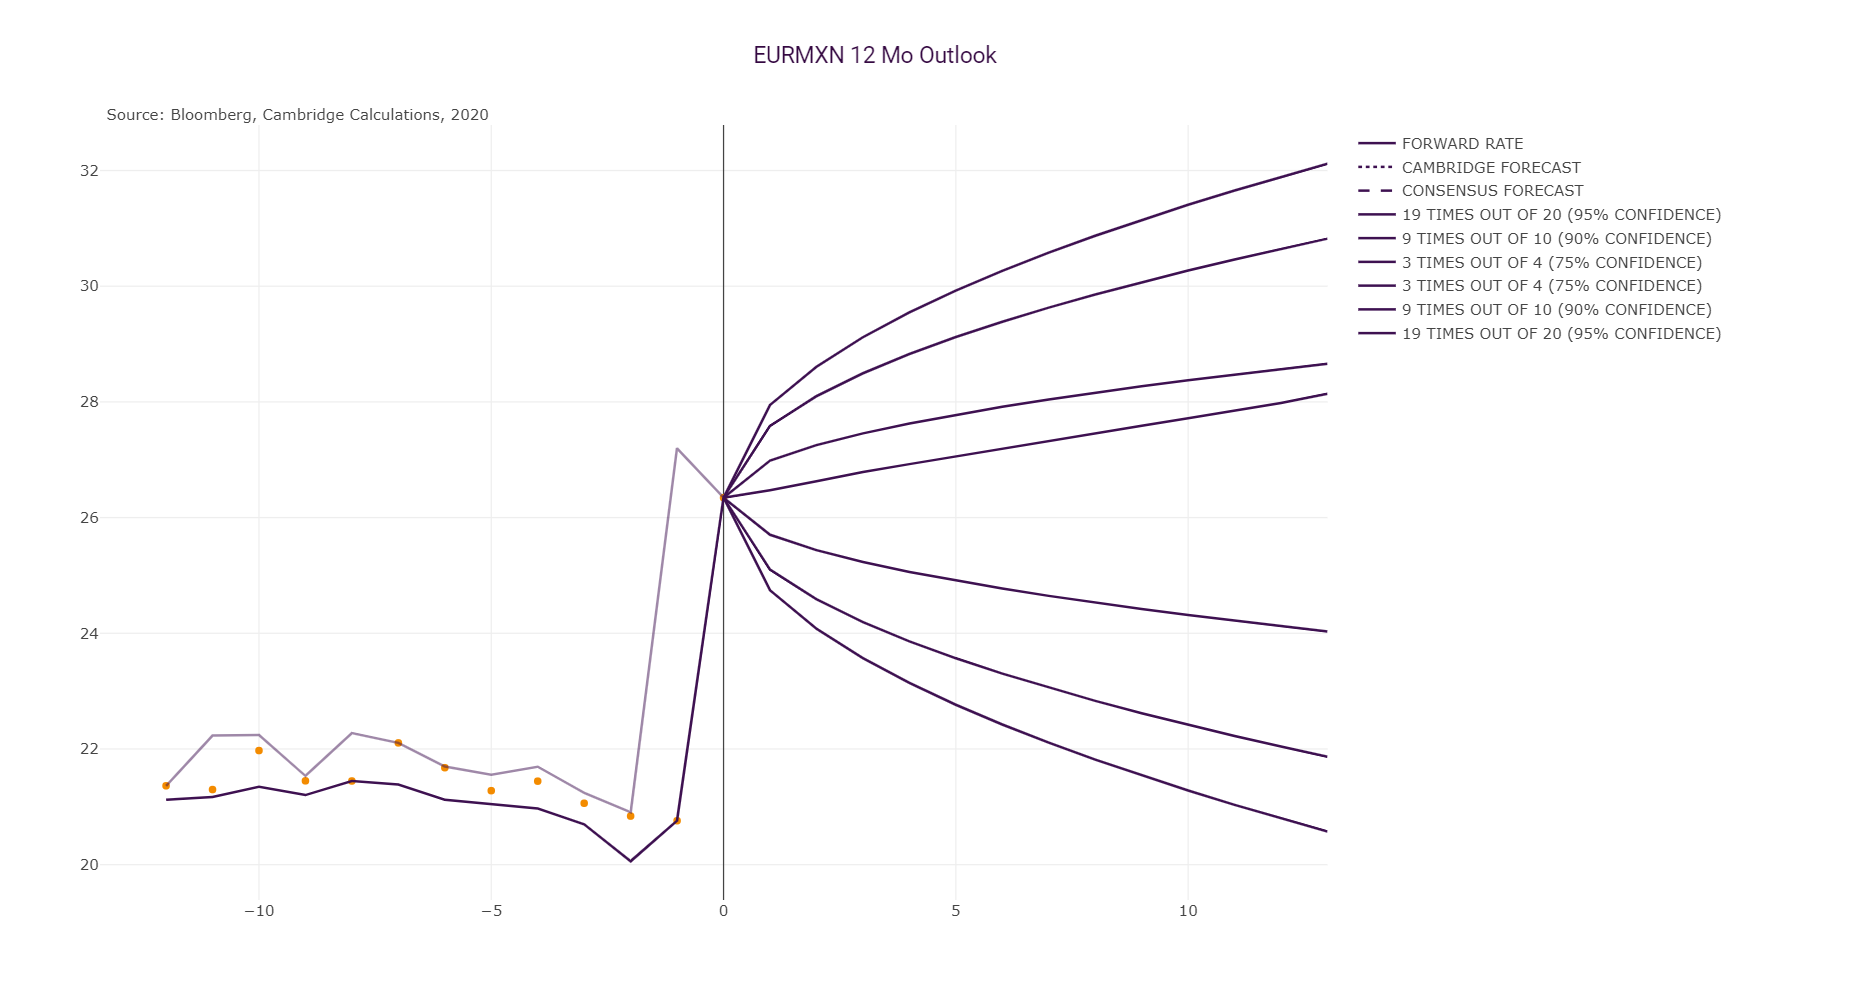 EURMXN 12 Mo Outlook
Source: Bloomberg, Cambridge Calculations, 2020
32
30
28
26
24
22
20
−10
−5
0
5
10
FORWARD RATE
CAMBRIDGE FORECAST
CONSENSUS FORECAST
19 TIMES OUT OF 20 (95% CONFIDENCE)
9 TIMES OUT OF 10 (90% CONFIDENCE)
3 TIMES OUT OF 4 (75% CONFIDENCE)
3 TIMES OUT OF 4 (75% CONFIDENCE)
9 TIMES OUT OF 10 (90% CONFIDENCE)
19 TIMES OUT OF 20 (95% CONFIDENCE)